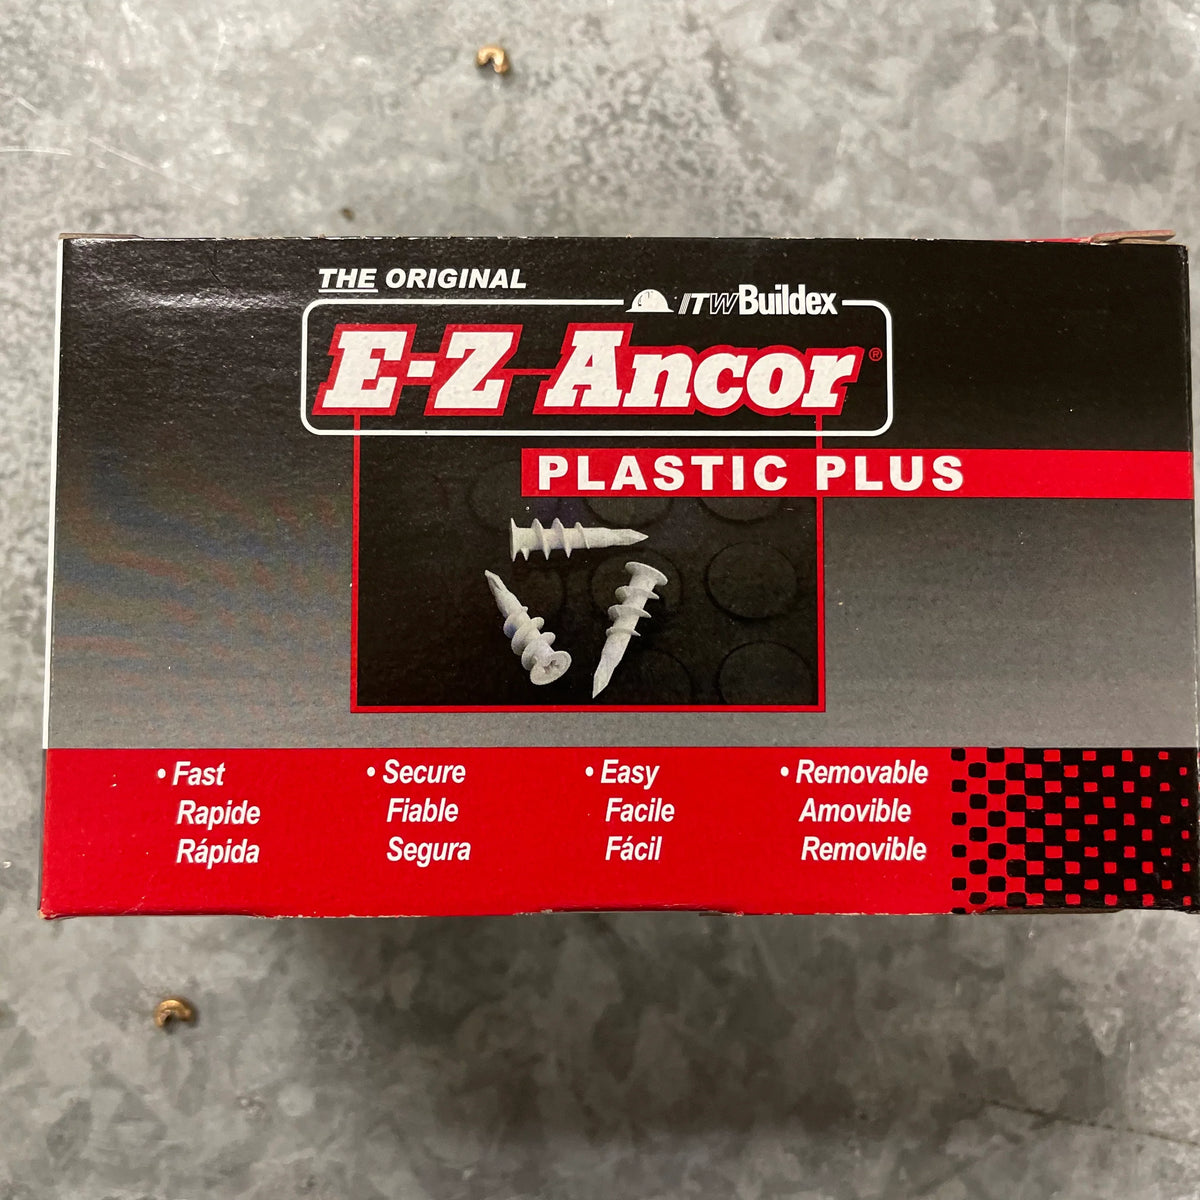 THE ORIGINAL
ITW Buildex
E-Z Ancor®
PLASTIC PLUS
• Fast
Rapide
Rápida
• Secure
Fiable
Segura
• Easy
Facile
Fácil
• Removable
Amovible
Removible